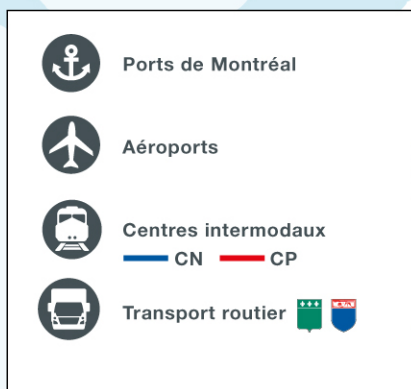 Ports de Montréal
Aéroports
Centres intermodaux
CN CP
Transport routier